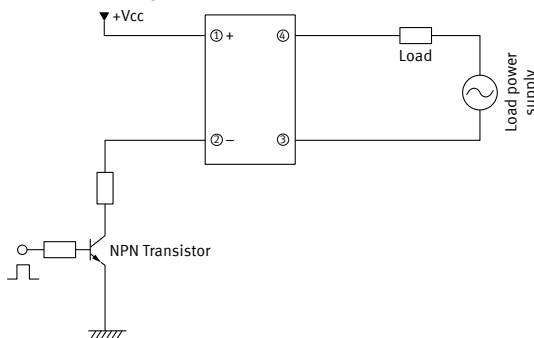 +Vcc
① +
④
Load
Load power
supply
② −
③
NPN Transistor